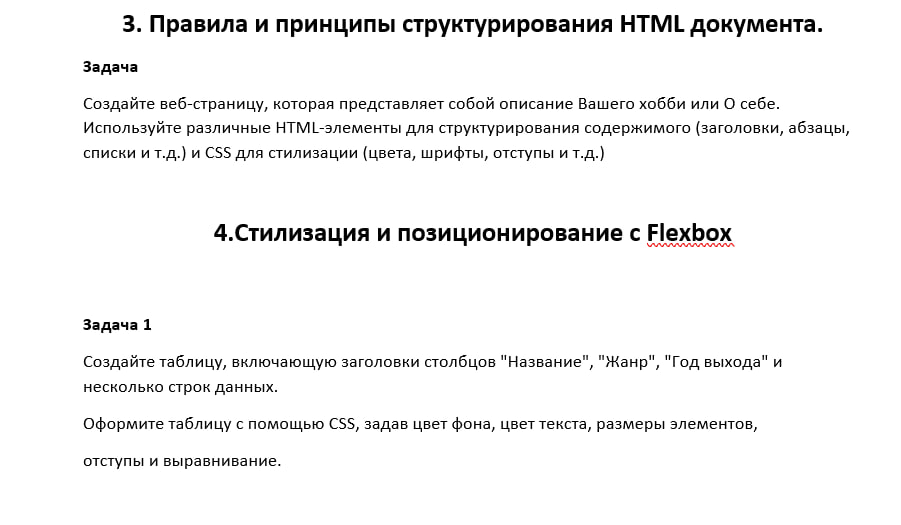 3. Правила и принципы структурирования HTML документа.
Задача
Создайте веб-страницу, которая представляет собой описание Вашего хобби или О себе.
Используйте различные HTML-элементы для структурирования содержимого (заголовки, абзацы,
списки и т.д.) и CSS для стилизации (цвета, шрифты, отступы и т.д.)
4.Стилизация и позиционирование с Flexbox
Задача 1
Создайте таблицу, включающую заголовки столбцов "Название", "Жанр", "Год выхода" и
несколько строк данных.
Оформите таблицу с помощью CSS, задав цвет фона, цвет текста, размеры элементов,
отступы и выравнивание.